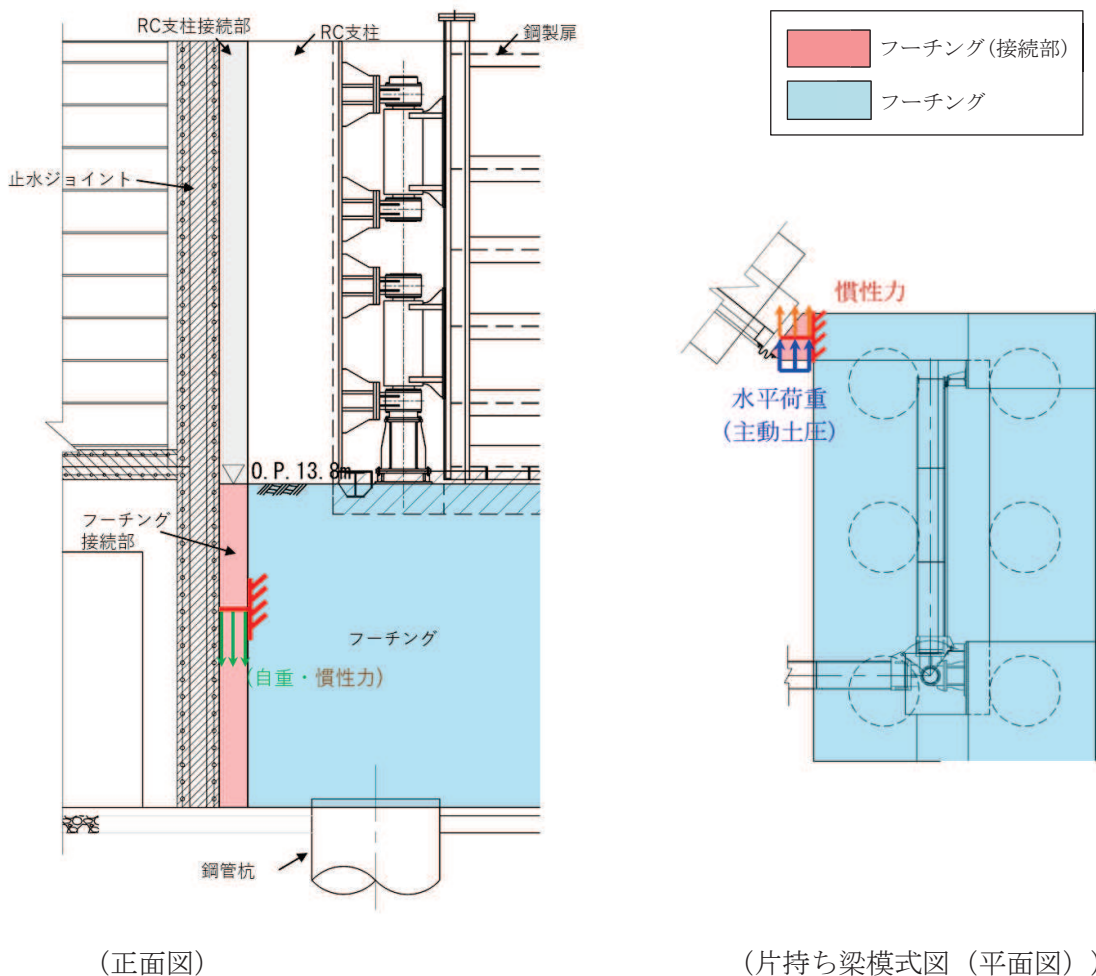 RC支柱接続部
RC支柱
鋼製扉
止水ジョイント
O.P.13.8m
フーチング
接続部
フーチング
(自重・慣性力)
鋼管杭
(正面図)
フーチング(接続部)
フーチング
慣性力
水平荷重
(主動土圧)
(片持ち梁模式図（平面図）)